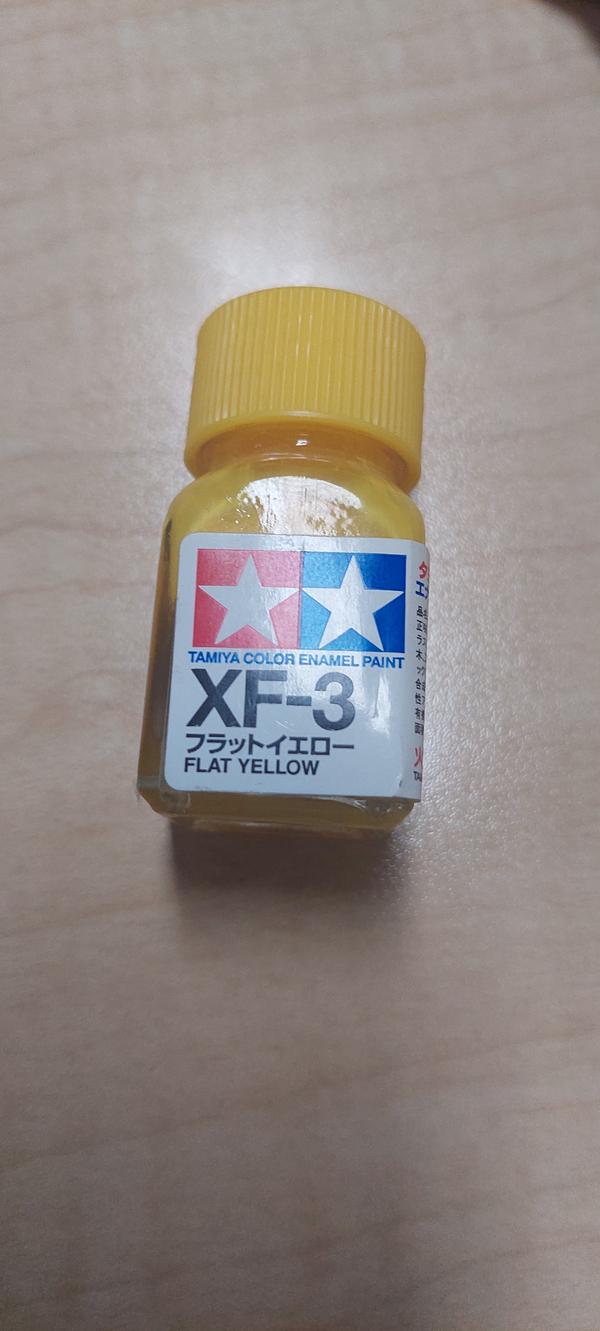 TAMIYA COLOR ENAMEL PAINT
XF-3
フラットイエロー
FLAT YELLOW